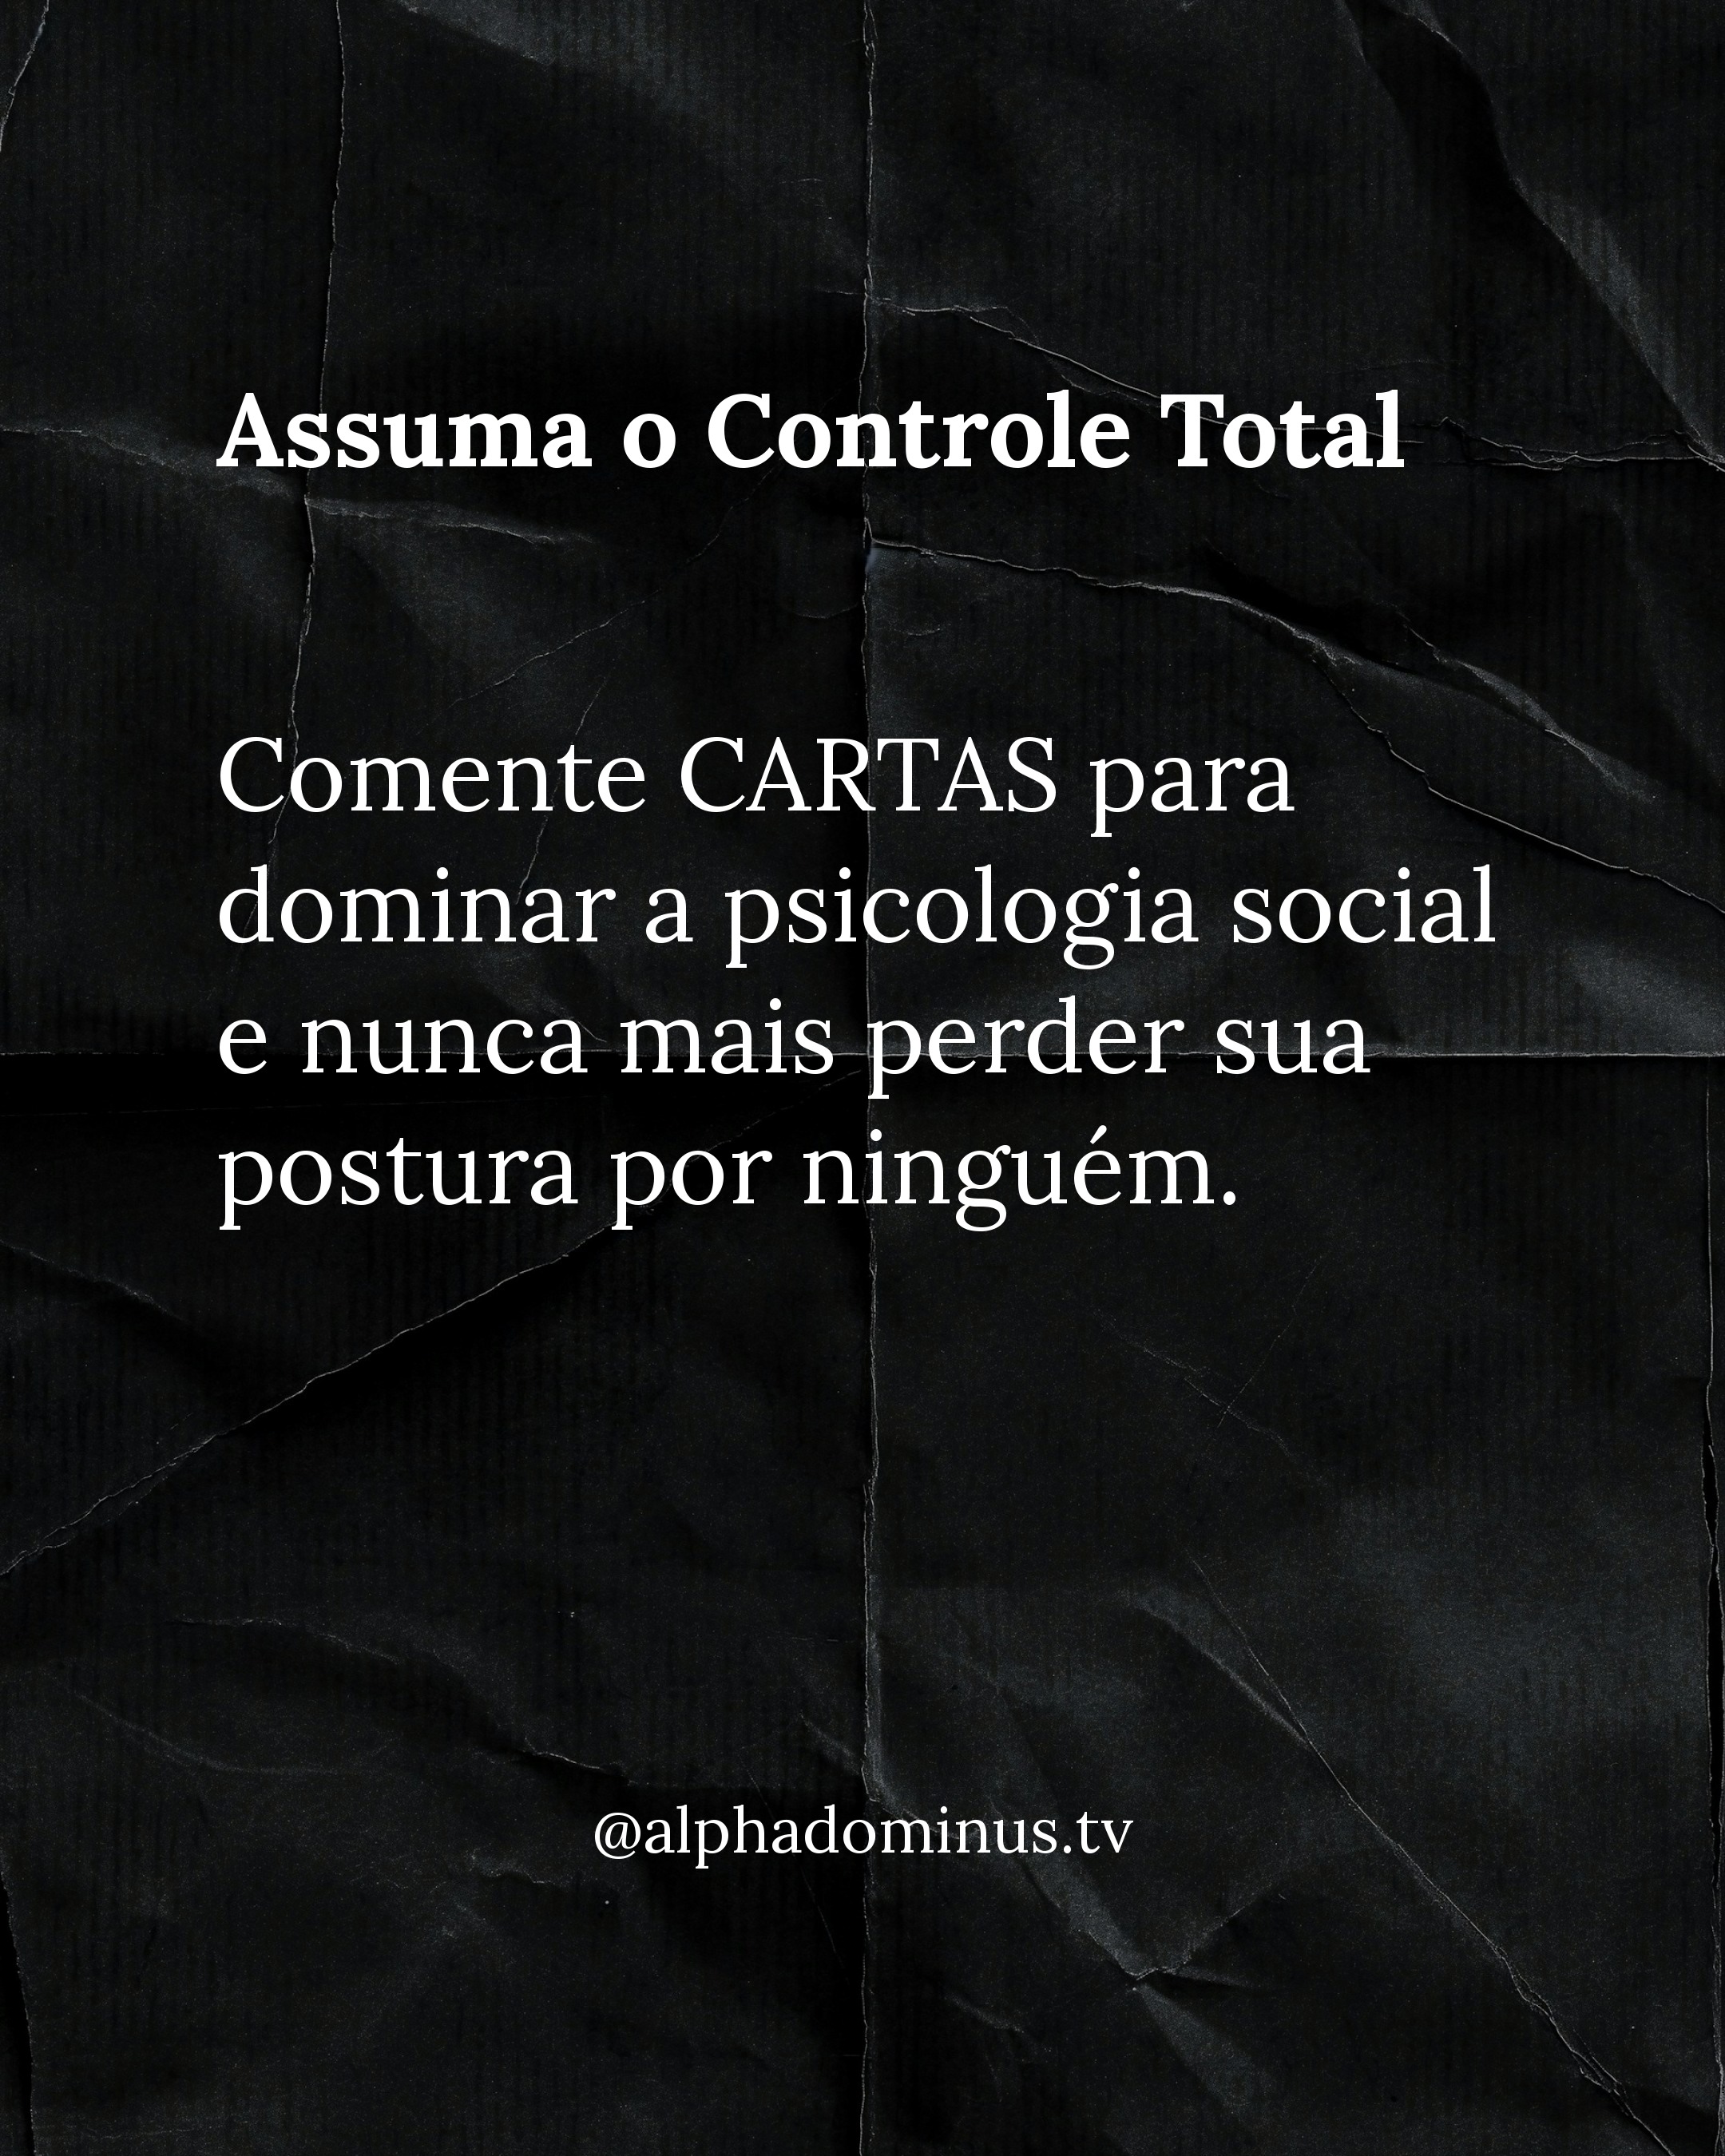 Assuma o Controle Total
Comente CARTAS para
dominar a psicologia social
e nunca mais perder sua
postura por ninguém.
@alphadominus.tv